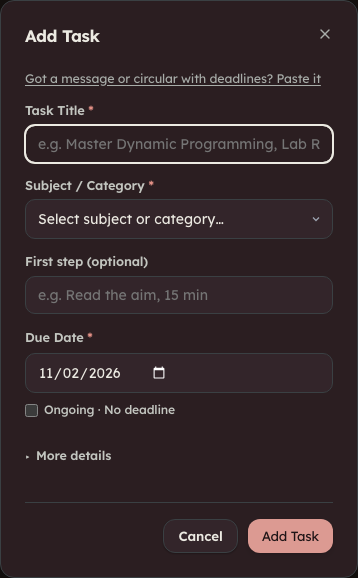 Add Task
Got a message or circular with deadlines? Paste it
Task Title *
e.g. Master Dynamic Programming, Lab R
Subject / Category *
Select subject or category...
First step (optional)
e.g. Read the aim, 15 min
Due Date *
11/02/2026
Ongoing · No deadline
More details
Cancel
Add Task